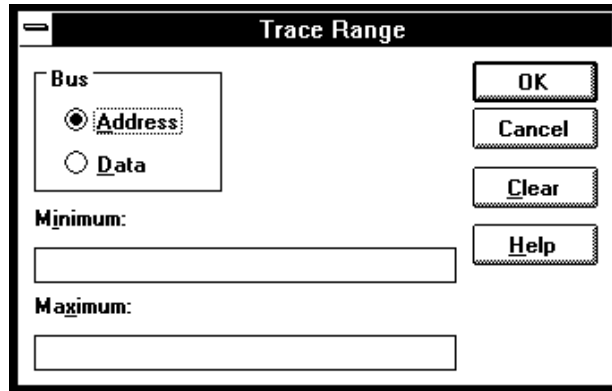 Trace Range
Bus
Address
Data
Minimum:
Maximum:
OK
Cancel
Clear
Help